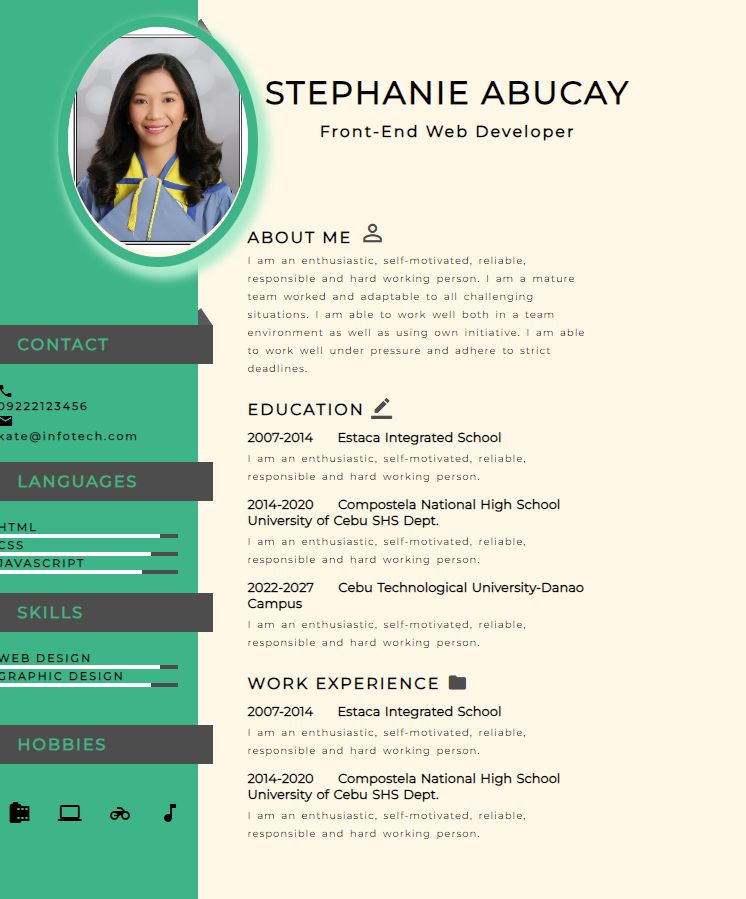 STEPHANIE ABUCAY
Front-End Web Developer
CONTACT
09222123456
kate@infotech.com
LANGUAGES
HTML
CSS
JAVASCRIPT
SKILLS
WEB DESIGN
GRAPHIC DESIGN
HOBBIES
ABOUT ME
I am an enthusiastic, self-motivated, reliable,
responsible and hard working person. I am a mature
team worked and adaptable to all challenging
situations. I am able to work well both in a team
environment as well as using own initiative. I am able
to work well under pressure and adhere to strict
deadlines.
EDUCATION
2007-2014 Estaca Integrated School
I am an enthusiastic, self-motivated, reliable,
responsible and hard working person.
2014-2020 Compostela National High School
University of Cebu SHS Dept.
I am an enthusiastic, self-motivated, reliable,
responsible and hard working person.
2022-2027 Cebu Technological University-Danao
Campus
I am an enthusiastic, self-motivated, reliable,
responsible and hard working person.
WORK EXPERIENCE
2007-2014 Estaca Integrated School
I am an enthusiastic, self-motivated, reliable,
responsible and hard working person.
2014-2020 Compostela National High School
University of Cebu SHS Dept.
I am an enthusiastic, self-motivated, reliable,
responsible and hard working person.